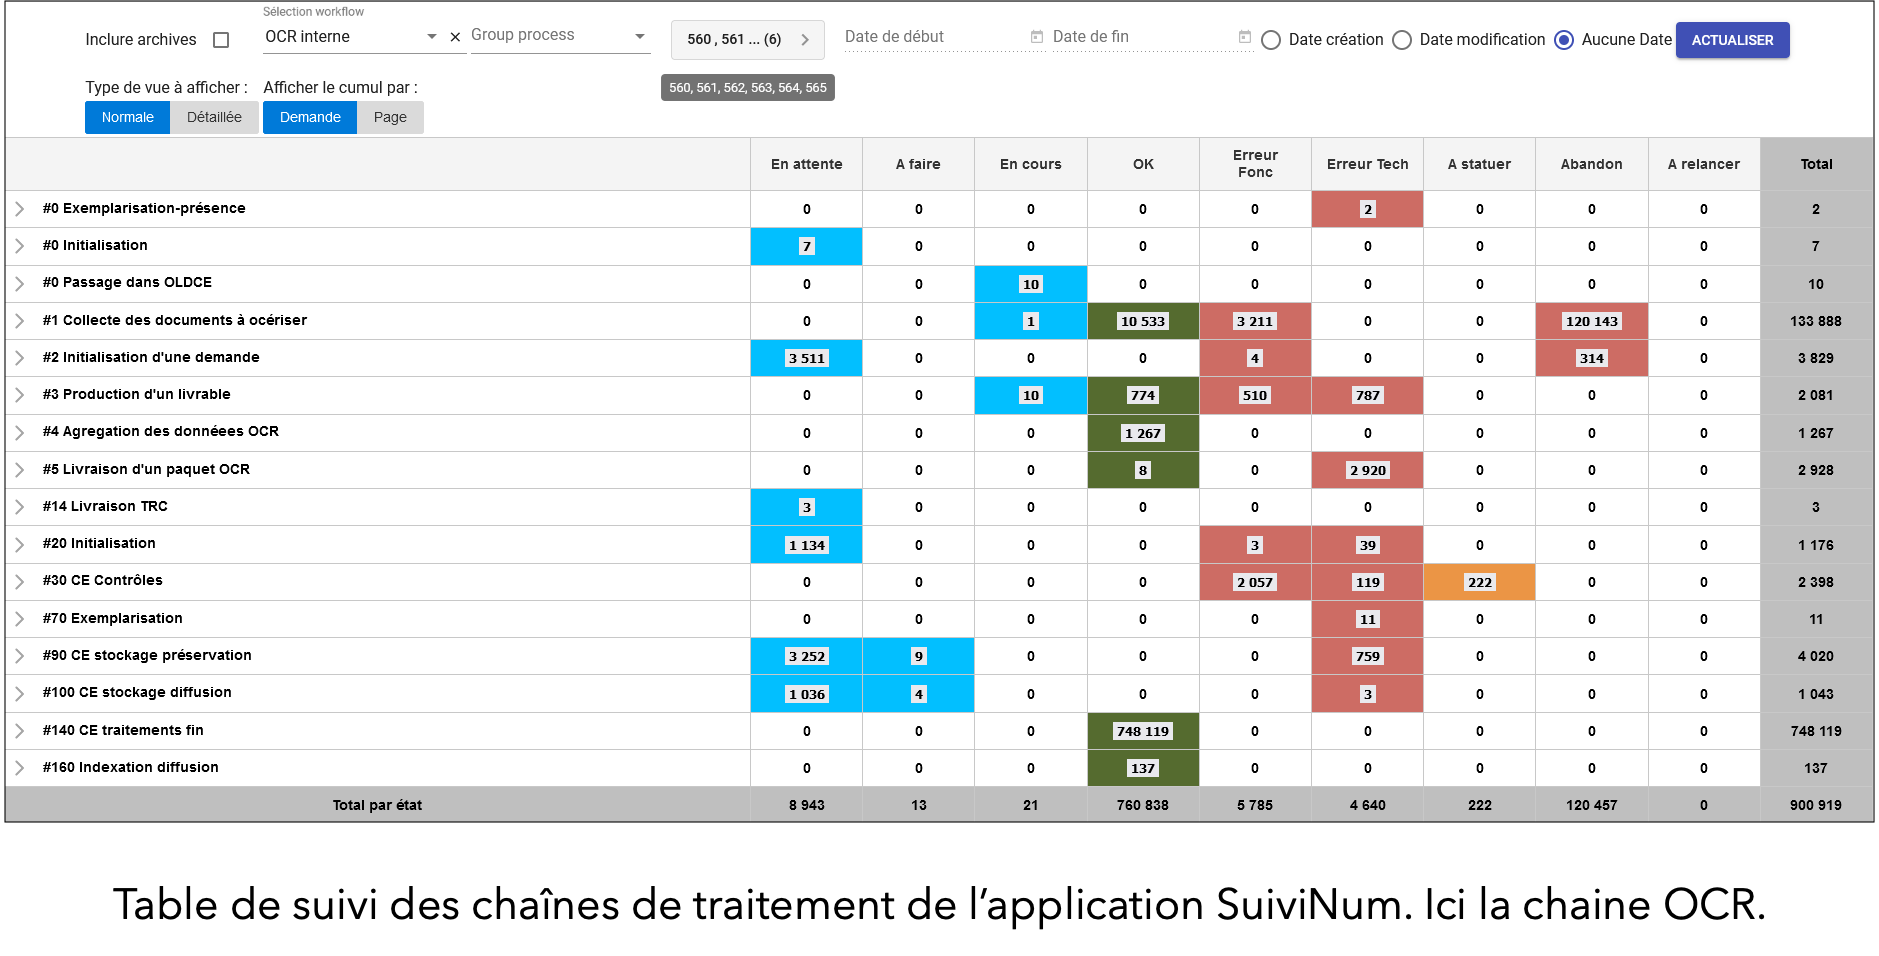 Sélection workflow
Inclure archives OCR interne × Group process 560 , 561 ... (6) Date de début Date de fin Date création Date modification Aucune Date ACTUALISER
560, 561, 562, 563, 564, 565
Type de vue à afficher : Afficher le cumul par :
Normale Détaillée Demande Page
En attente A faire En cours OK Erreur Fonc Erreur Tech A statuer Abandon A relancer Total
#0 Exemplarisation-présence 0 0 0 0 0 2 0 0 0 2
#0 Initialisation 7 0 0 0 0 0 0 0 0 7
#0 Passage dans OLDCE 0 0 10 0 0 0 0 0 0 10
#1 Collecte des documents à océriser 0 0 1 10 533 3 211 0 0 120 143 0 133 888
#2 Initialisation d'une demande 3 511 0 0 0 4 0 0 314 0 3 829
#3 Production d'un livrable 0 0 10 774 510 787 0 0 0 2 081
#4 Agregation des donnéees OCR 0 0 0 1 267 0 0 0 0 0 1 267
#5 Livraison d'un paquet OCR 0 0 0 8 0 2 920 0 0 0 2 928
#14 Livraison TRC 3 0 0 0 0 0 0 0 0 3
#20 Initialisation 1 134 0 0 0 3 39 0 0 0 1 176
#30 CE Contrôles 0 0 0 0 2 057 119 222 0 0 2 398
#70 Exemplarisation 0 0 0 0 0 11 0 0 0 11
#90 CE stockage préservation 3 252 9 0 0 0 759 0 0 0 4 020
#100 CE stockage diffusion 1 036 4 0 0 0 3 0 0 0 1 043
#140 CE traitements fin 0 0 0 748 119 0 0 0 0 0 748 119
#160 Indexation diffusion 0 0 0 137 0 0 0 0 0 137
Total par état 8 943 13 21 760 838 5 785 4 640 222 120 457 0 900 919
Table de suivi des chaînes de traitement de l’application SuiviNum. Ici la chaine OCR.